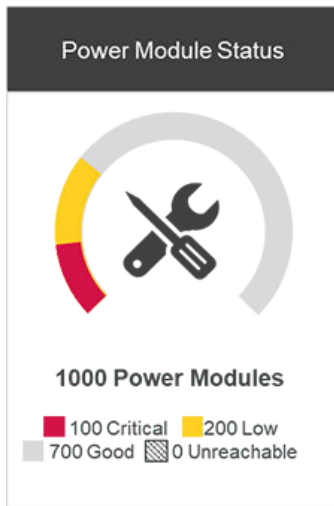 Power Module Status
1000 Power Modules
100 Critical 200 Low
700 Good 0 Unreachable